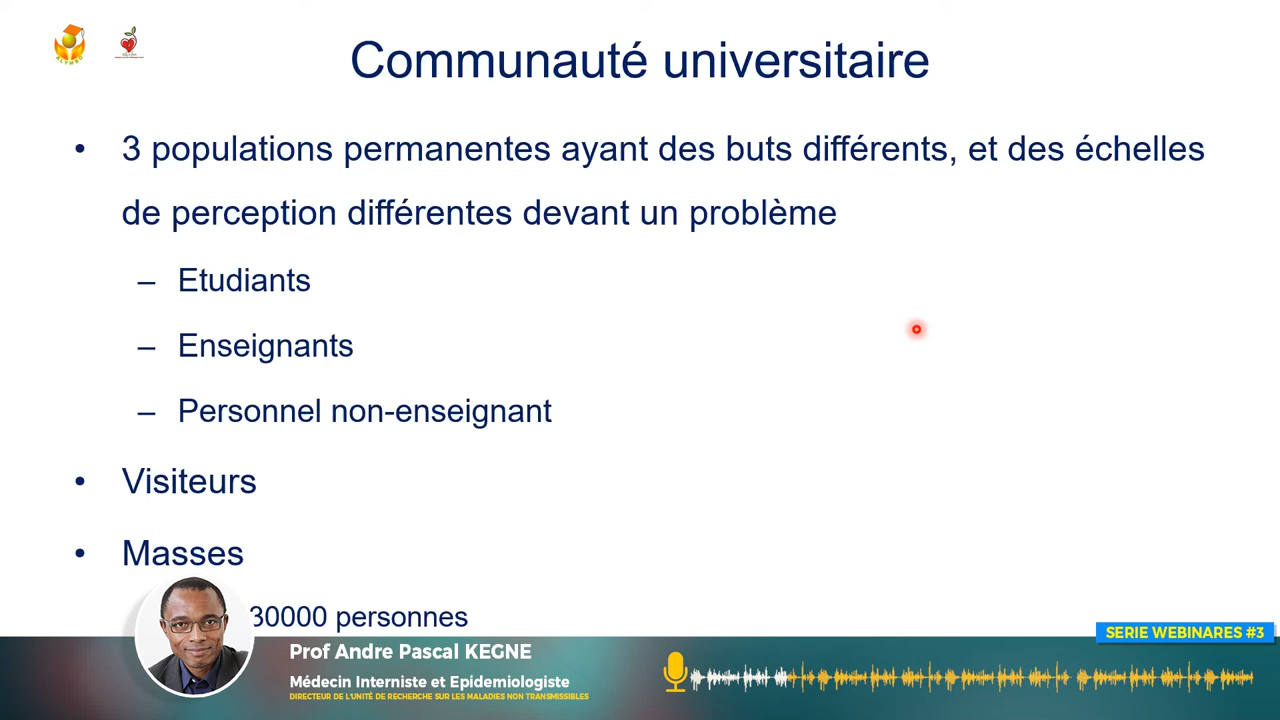 Communauté universitaire
• 3 populations permanentes ayant des buts différents, et des échelles
de perception différentes devant un problème
– Etudiants
– Enseignants
– Personnel non-enseignant
• Visiteurs
• Masses
30000 personnes
SERIE WEBINARES #3
Prof Andre Pascal KEGNE
Médecin Interniste et Epidemiologiste
DIRECTEUR DE L'UNITÉ DE RECHERCHE SUR LES MALADIES NON TRANSMISSIBLES